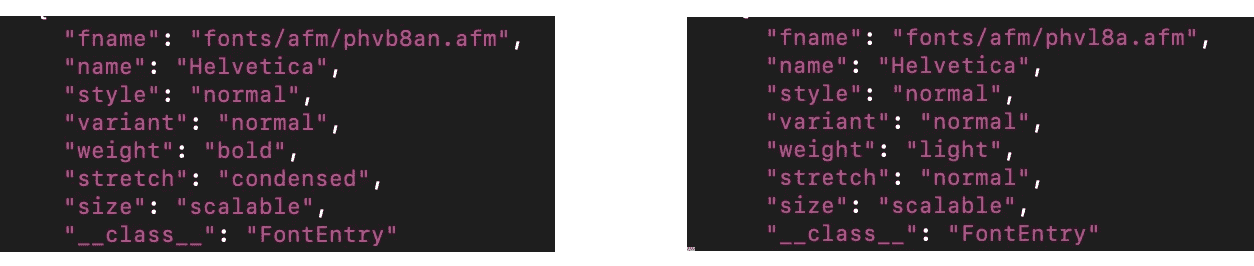 "fname": "fonts/afm/phvb8an.afm",
"name": "Helvetica",
"style": "normal",
"variant": "normal",
"weight": "bold",
"stretch": "condensed",
"size": "scalable",
"__class__": "FontEntry"
"fname": "fonts/afm/phvl8a.afm",
"name": "Helvetica",
"style": "normal",
"variant": "normal",
"weight": "light",
"stretch": "normal",
"size": "scalable",
"__class__": "FontEntry"